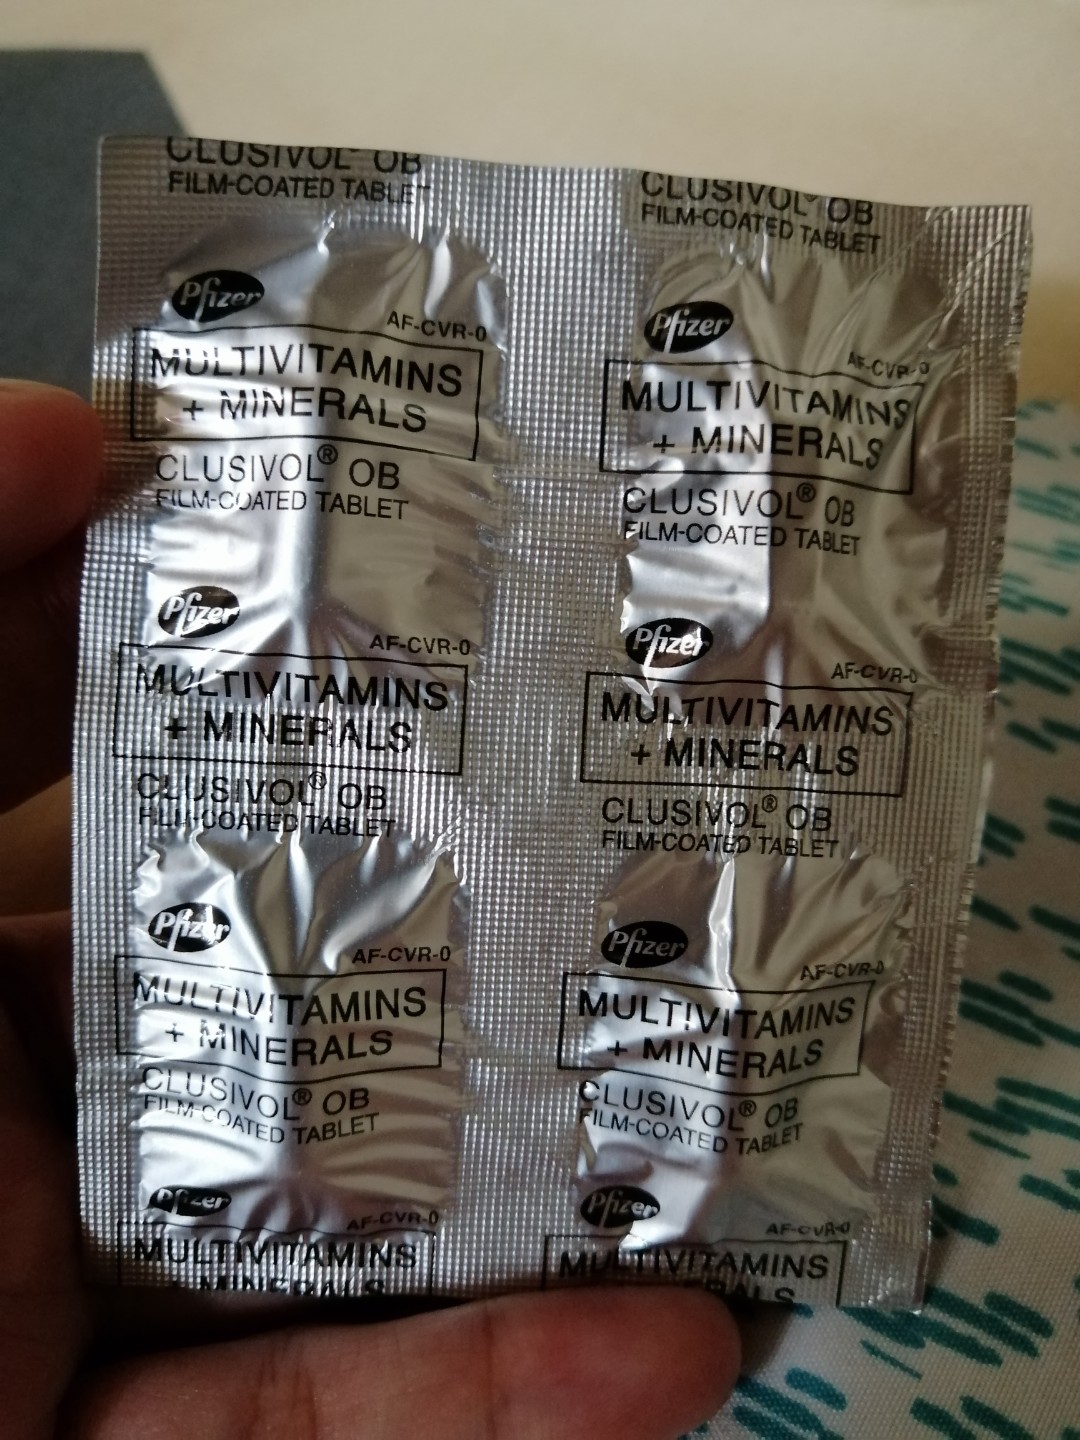 CLUSIVOL® OB
FILM-COATED TABLET
Pfizer
AF-CVR-0
MULTIVITAMINS
+ MINERALS
CLUSIVOL® OB
FILM-COATED TABLET
Pfizer
AF-CVR-0
MULTIVITAMINS
+ MINERALS
CLUSIVOL® OB
FILM-COATED TABLET
Pfizer
AF-CVR-0
MULTIVITAMINS
+ MINERALS
CLUSIVOL® OB
FILM-COATED TABLET
Pfizer
AF-CVR-0
MULTIVITAMINS
+ MINERALS
CLUSIVOL® OB
FILM-COATED TABLET
Pfizer
AF-CVR-0
MULTIVITAMINS
+ MINERALS
CLUSIVOL® OB
FILM-COATED TABLET
Pfizer
AF-CVR-0
MULTIVITAMINS
+ MINERALS
CLUSIVOL® OB
FILM-COATED TABLET
Pfizer
AF-CVR-0
MULTIVITAMINS
+ MINERALS
CLUSIVOL® OB
FILM-COATED TABLET
Pfizer
AF-CVR-0
MULTIVITAMINS